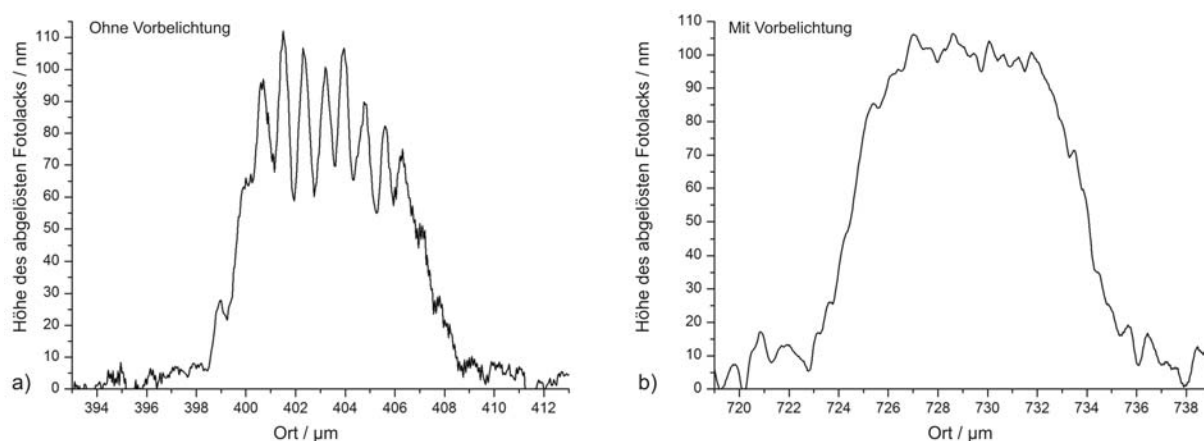 Ohne Vorbelichtung
Höhe des abgelösten Fotolacks / nm
110
100
90
80
70
60
50
40
30
20
10
0
394 396 398 400 402 404 406 408 410 412
Ort / µm
a)
Mit Vorbelichtung
Höhe des abgelösten Fotolacks / nm
110
100
90
80
70
60
50
40
30
20
10
0
720 722 724 726 728 730 732 734 736 738
Ort / µm
b)